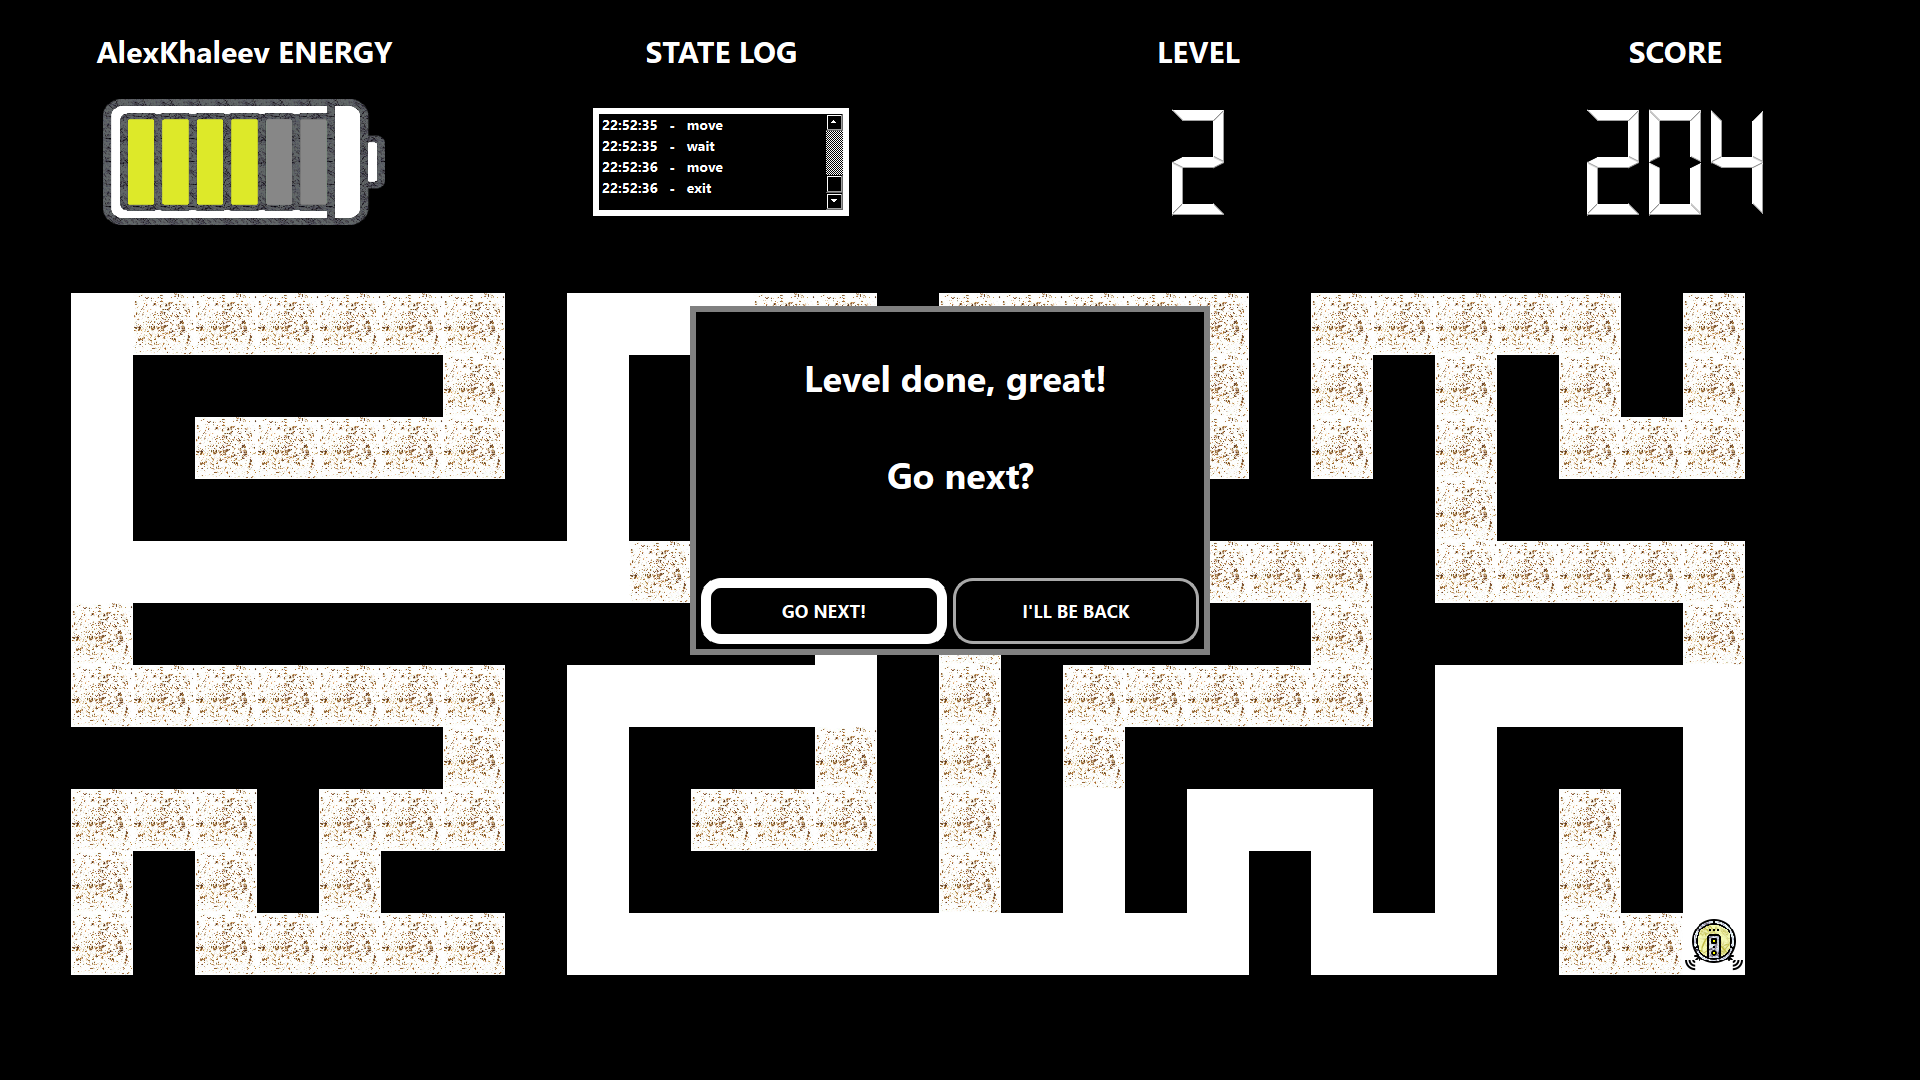 AlexKhaleev ENERGY
STATE LOG
LEVEL
SCORE
22:52:35 - move
22:52:35 - wait
22:52:36 - move
22:52:36 - exit
2
204
Level done, great!
Go next?
GO NEXT!
I'LL BE BACK